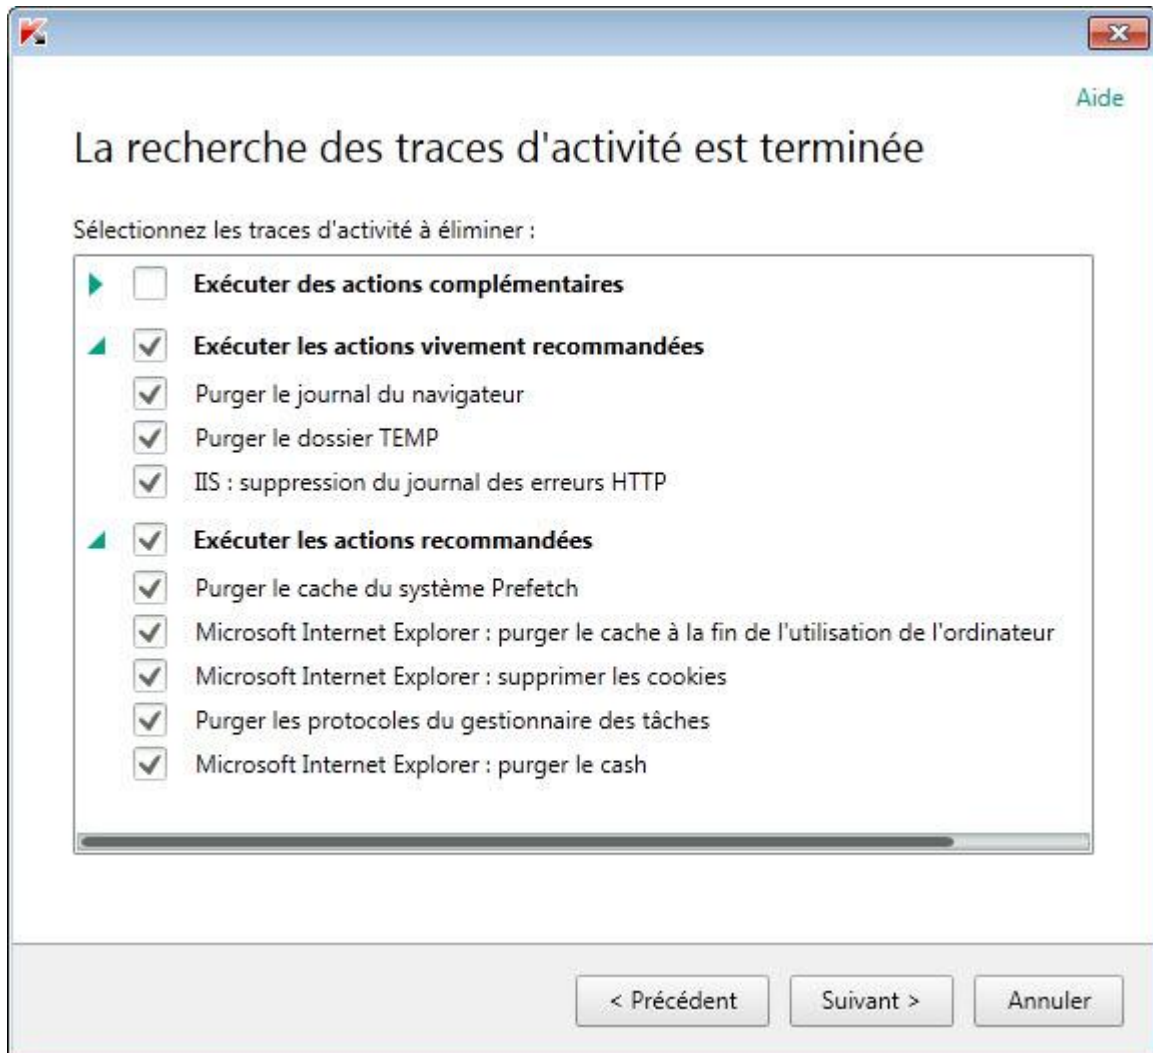 Aide
La recherche des traces d'activité est terminée
Sélectionnez les traces d'activité à éliminer :
Exécuter des actions complémentaires
Exécuter les actions vivement recommandées
Purger le journal du navigateur
Purger le dossier TEMP
IIS : suppression du journal des erreurs HTTP
Exécuter les actions recommandées
Purger le cache du système Prefetch
Microsoft Internet Explorer : purger le cache à la fin de l'utilisation de l'ordinateur
Microsoft Internet Explorer : supprimer les cookies
Purger les protocoles du gestionnaire des tâches
Microsoft Internet Explorer : purger le cash
< Précédent
Suivant >
Annuler